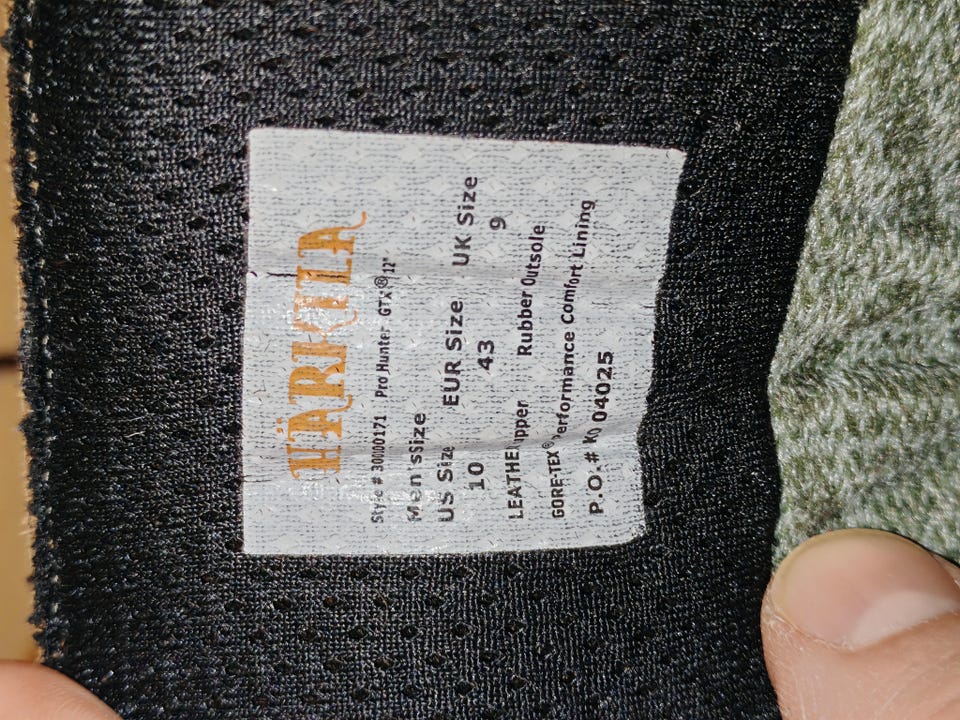 HÄRKILA
Style # 30000171 Pro Hunter GTX® 12"
Men'sSize
US Size EUR Size UK Size
10 43 9
LEATHER upper Rubber Outsole
GORE-TEX® performance Comfort Lining
P.O.# KQ 04025